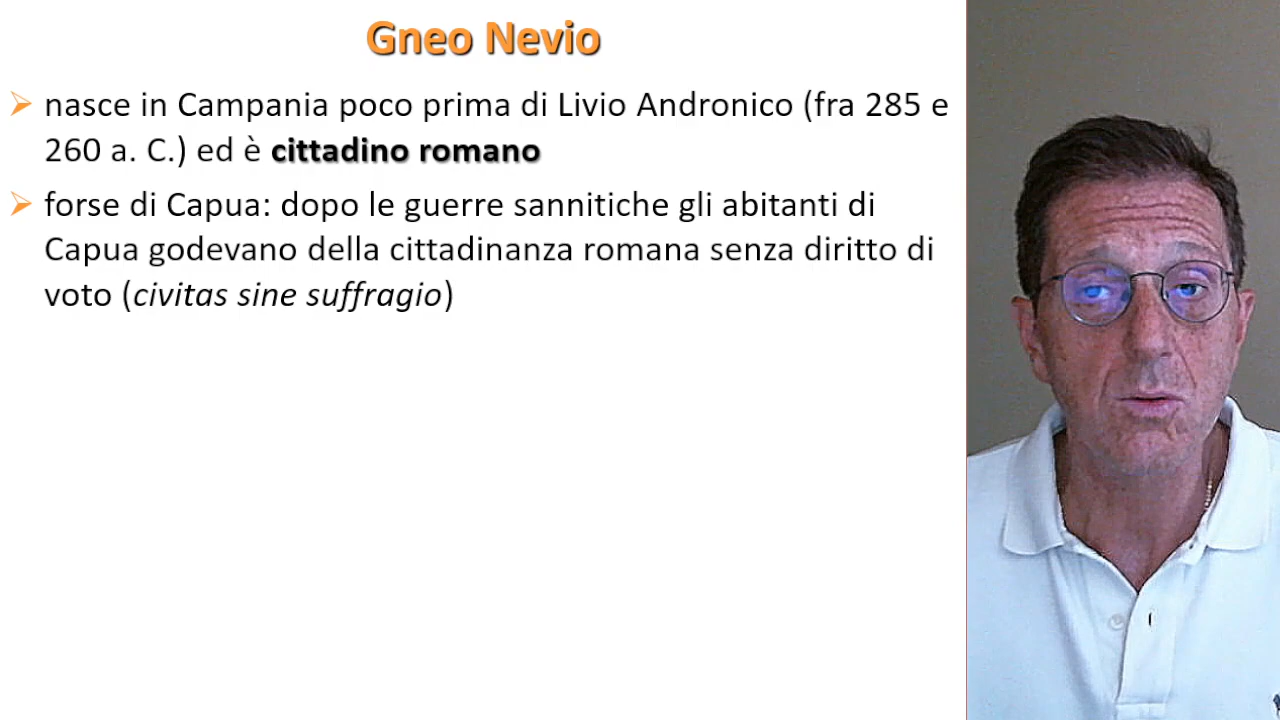 Gneo Nevio
nasce in Campania poco prima di Livio Andronico (fra 285 e
260 a. C.) ed è cittadino romano
forse di Capua: dopo le guerre sannitiche gli abitanti di
Capua godevano della cittadinanza romana senza diritto di
voto (civitas sine suffragio)